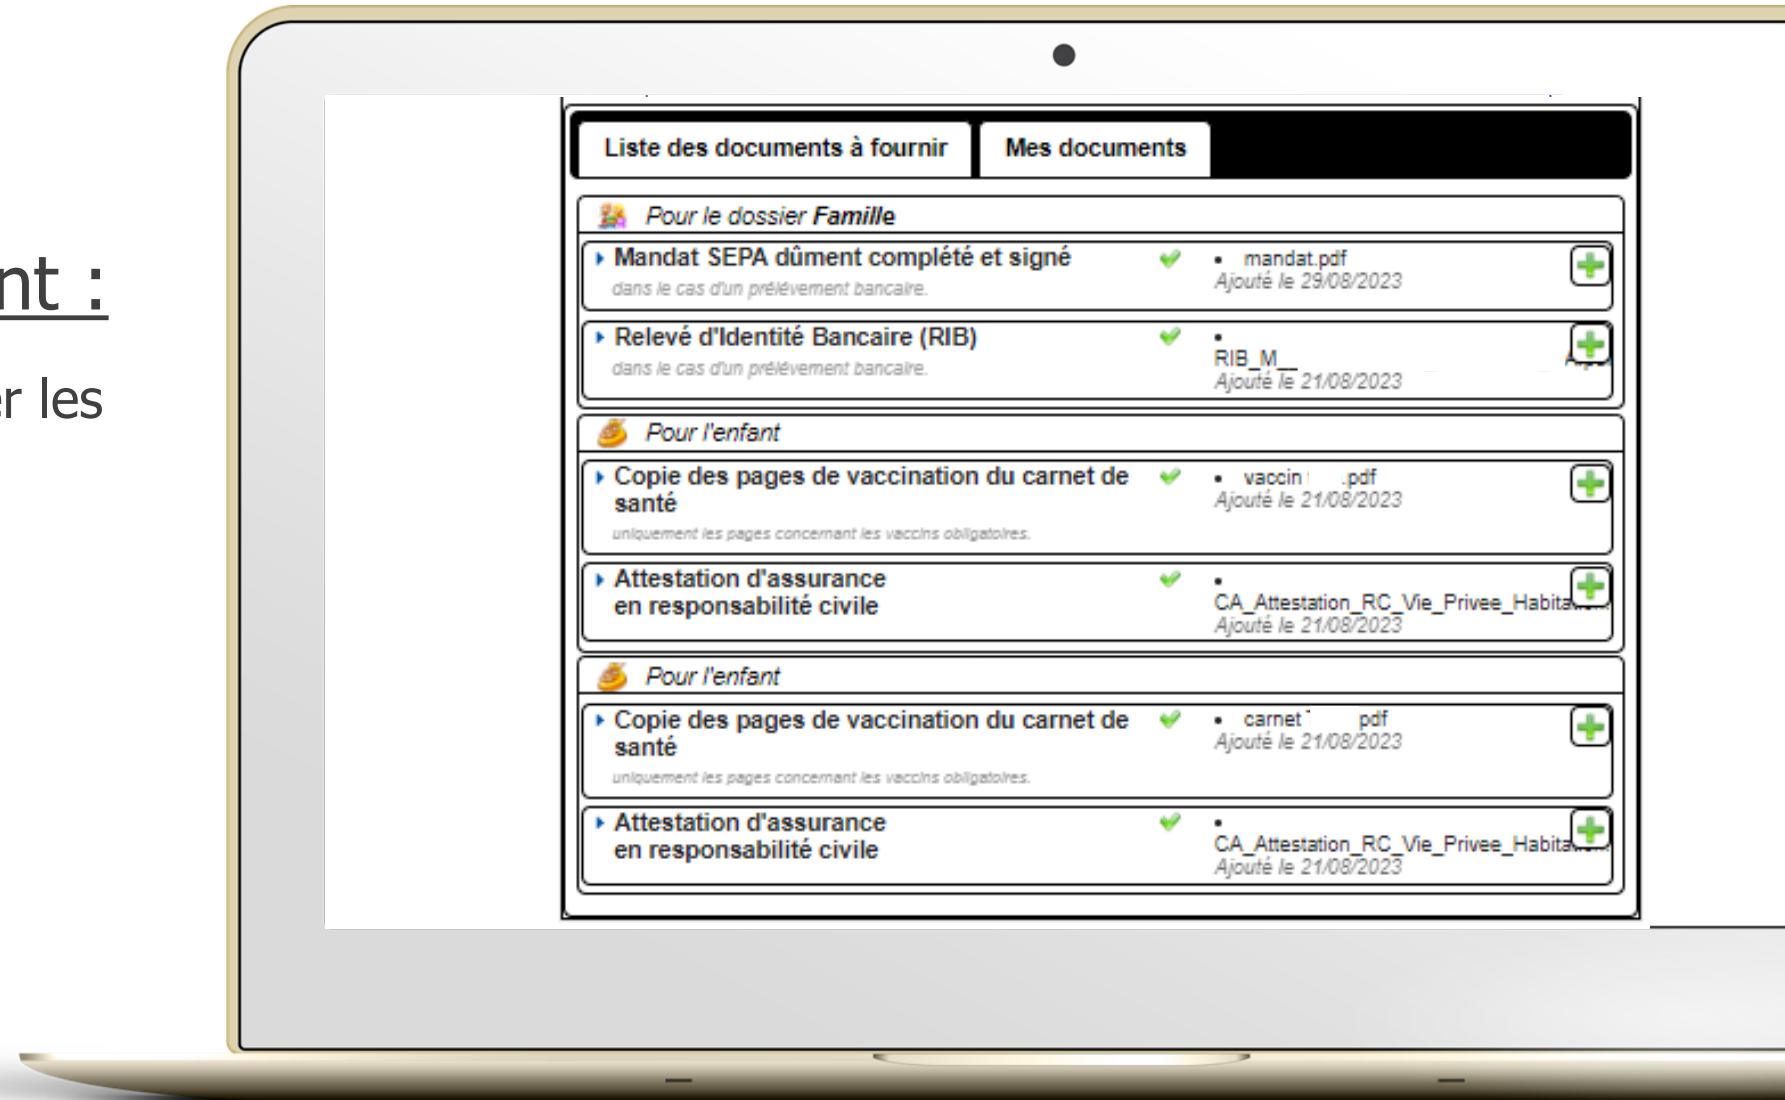 nt :
er les
Liste des documents à fournir
Mes documents
Pour le dossier Famille
Mandat SEPA dûment complété et signé
dans le cas d'un prélévement bancaire.
mandat.pdf
Ajouté le 29/08/2023
Relevé d'Identité Bancaire (RIB)
dans le cas d'un prélévement bancaire.
RIB_M__
Ajouté le 21/08/2023
Pour l'enfant
Copie des pages de vaccination du carnet de
santé
uniquement les pages concernant les vaccins obligatoires.
vaccin .pdf
Ajouté le 21/08/2023
Attestation d'assurance
en responsabilité civile
CA_Attestation_RC_Vie_Privee_Habita
Ajouté le 21/08/2023
Pour l'enfant
Copie des pages de vaccination du carnet de
santé
uniquement les pages concernant les vaccins obligatoires.
carnet pdf
Ajouté le 21/08/2023
Attestation d'assurance
en responsabilité civile
CA_Attestation_RC_Vie_Privee_Habita
Ajouté le 21/08/2023